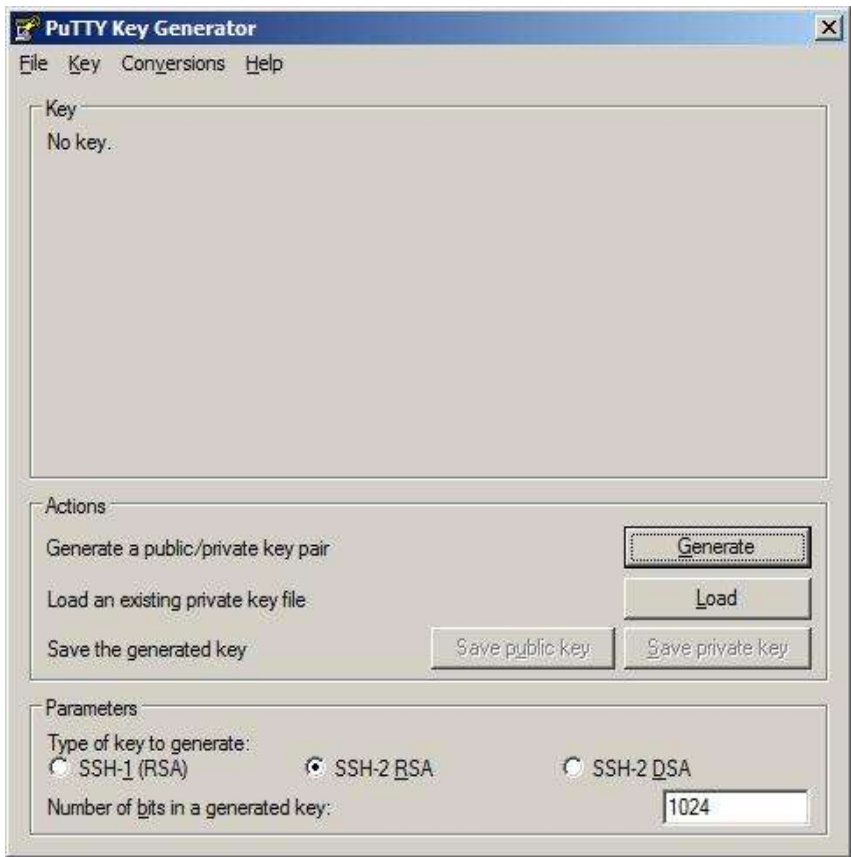 PuTTY Key Generator
File Key Conversions Help
Key
No key.
Actions
Generate a public/private key pair
Generate
Load an existing private key file
Load
Save the generated key
Save public key
Save private key
Parameters
Type of key to generate:
SSH-1 (RSA)
SSH-2 RSA
SSH-2 DSA
Number of bits in a generated key:
1024